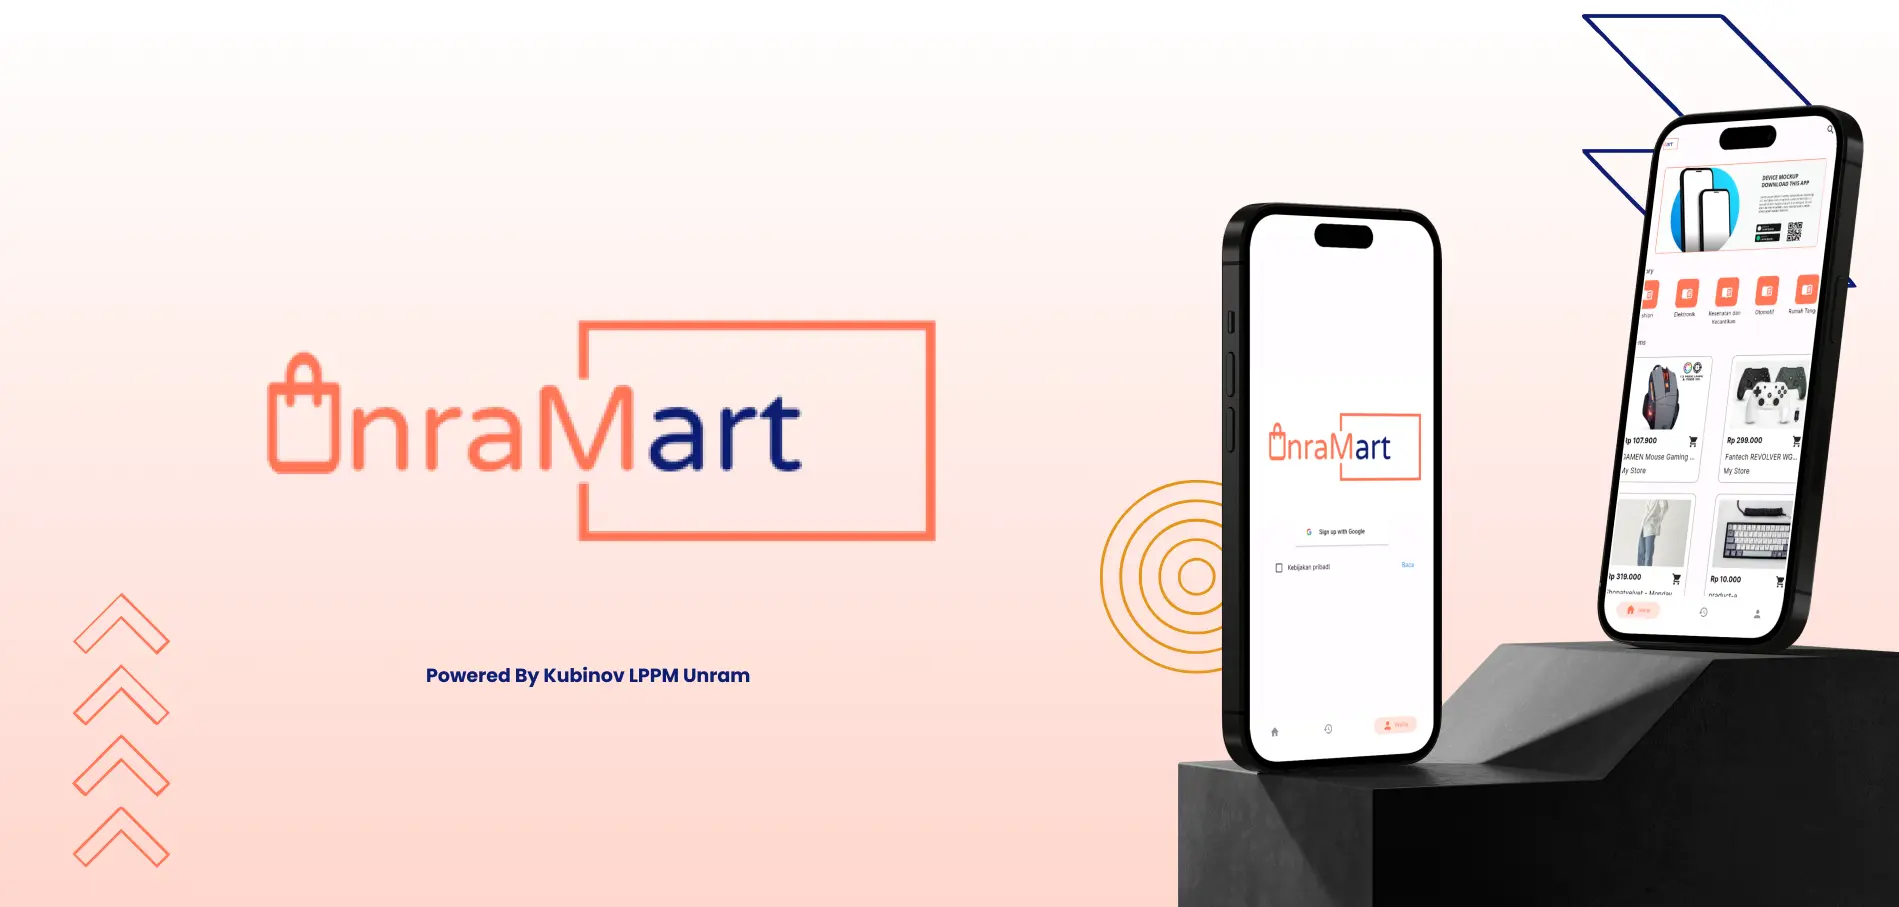 UnraMart
Powered By Kubinov LPPM Unram
UnraMart
Sign up with Google
Kebijakan pribadi
Baca
DEVICE MOCKUP
DOWNLOAD THIS APP
Elektronik
Kesehatan dan
Kecantikan
Otomotif
Rumah Tang
Rp 107.900
GAMEN Mouse Gaming ...
My Store
Rp 299.000
Fantech REVOLVER WG...
My Store
Rp 319.000
Rp 10.000
product-e